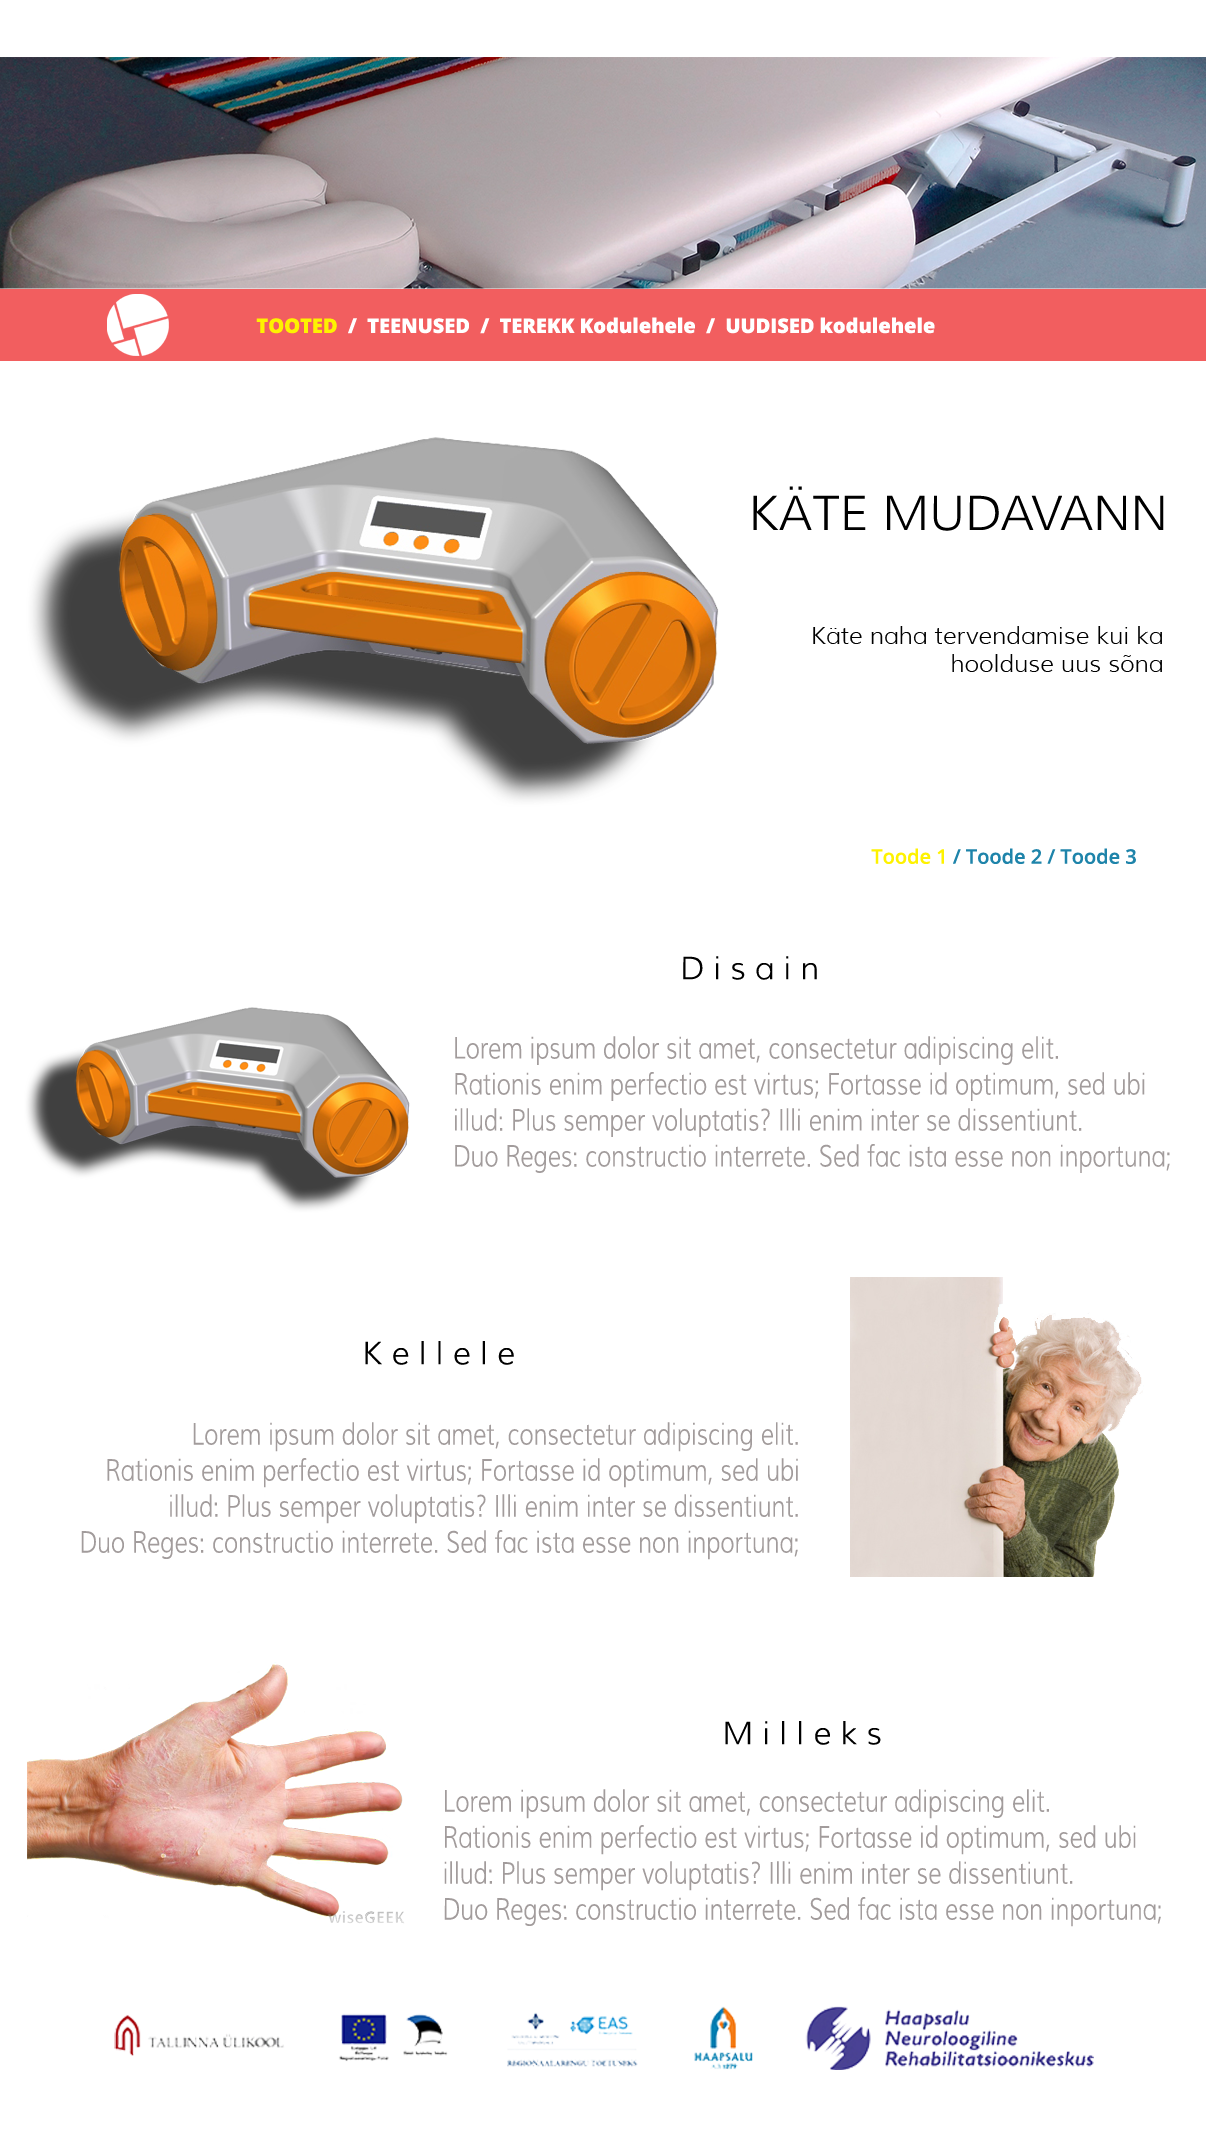 TOOTED / TEENUSED / TEREKK Kodulehele / UUDISED kodulehele
KÄTE MUDAVANN
Käte naha tervendamise kui ka
hoolduse uus sõna
Toode 1 / Toode 2 / Toode 3
Disain
Lorem ipsum dolor sit amet, consectetur adipiscing elit.
Rationis enim perfectio est virtus; Fortasse id optimum, sed ubi
illud: Plus semper voluptatis? Illi enim inter se dissentiunt.
Duo Reges: constructio interrete. Sed fac ista esse non inportuna;
Kellele
Lorem ipsum dolor sit amet, consectetur adipiscing elit.
Rationis enim perfectio est virtus; Fortasse id optimum, sed ubi
illud: Plus semper voluptatis? Illi enim inter se dissentiunt.
Duo Reges: constructio interrete. Sed fac ista esse non inportuna;
Milleks
Lorem ipsum dolor sit amet, consectetur adipiscing elit.
Rationis enim perfectio est virtus; Fortasse id optimum, sed ubi
illud: Plus semper voluptatis? Illi enim inter se dissentiunt.
Duo Reges: constructio interrete. Sed fac ista esse non inportuna;
wiseGEEK
TALLINNA ÜLIKOOL
EAS
REGIONAALARENGU TOETUSEKS
HAAPSALU
1279
Haapsalu
Neuroloogiline
Rehabilitatsioonikeskus